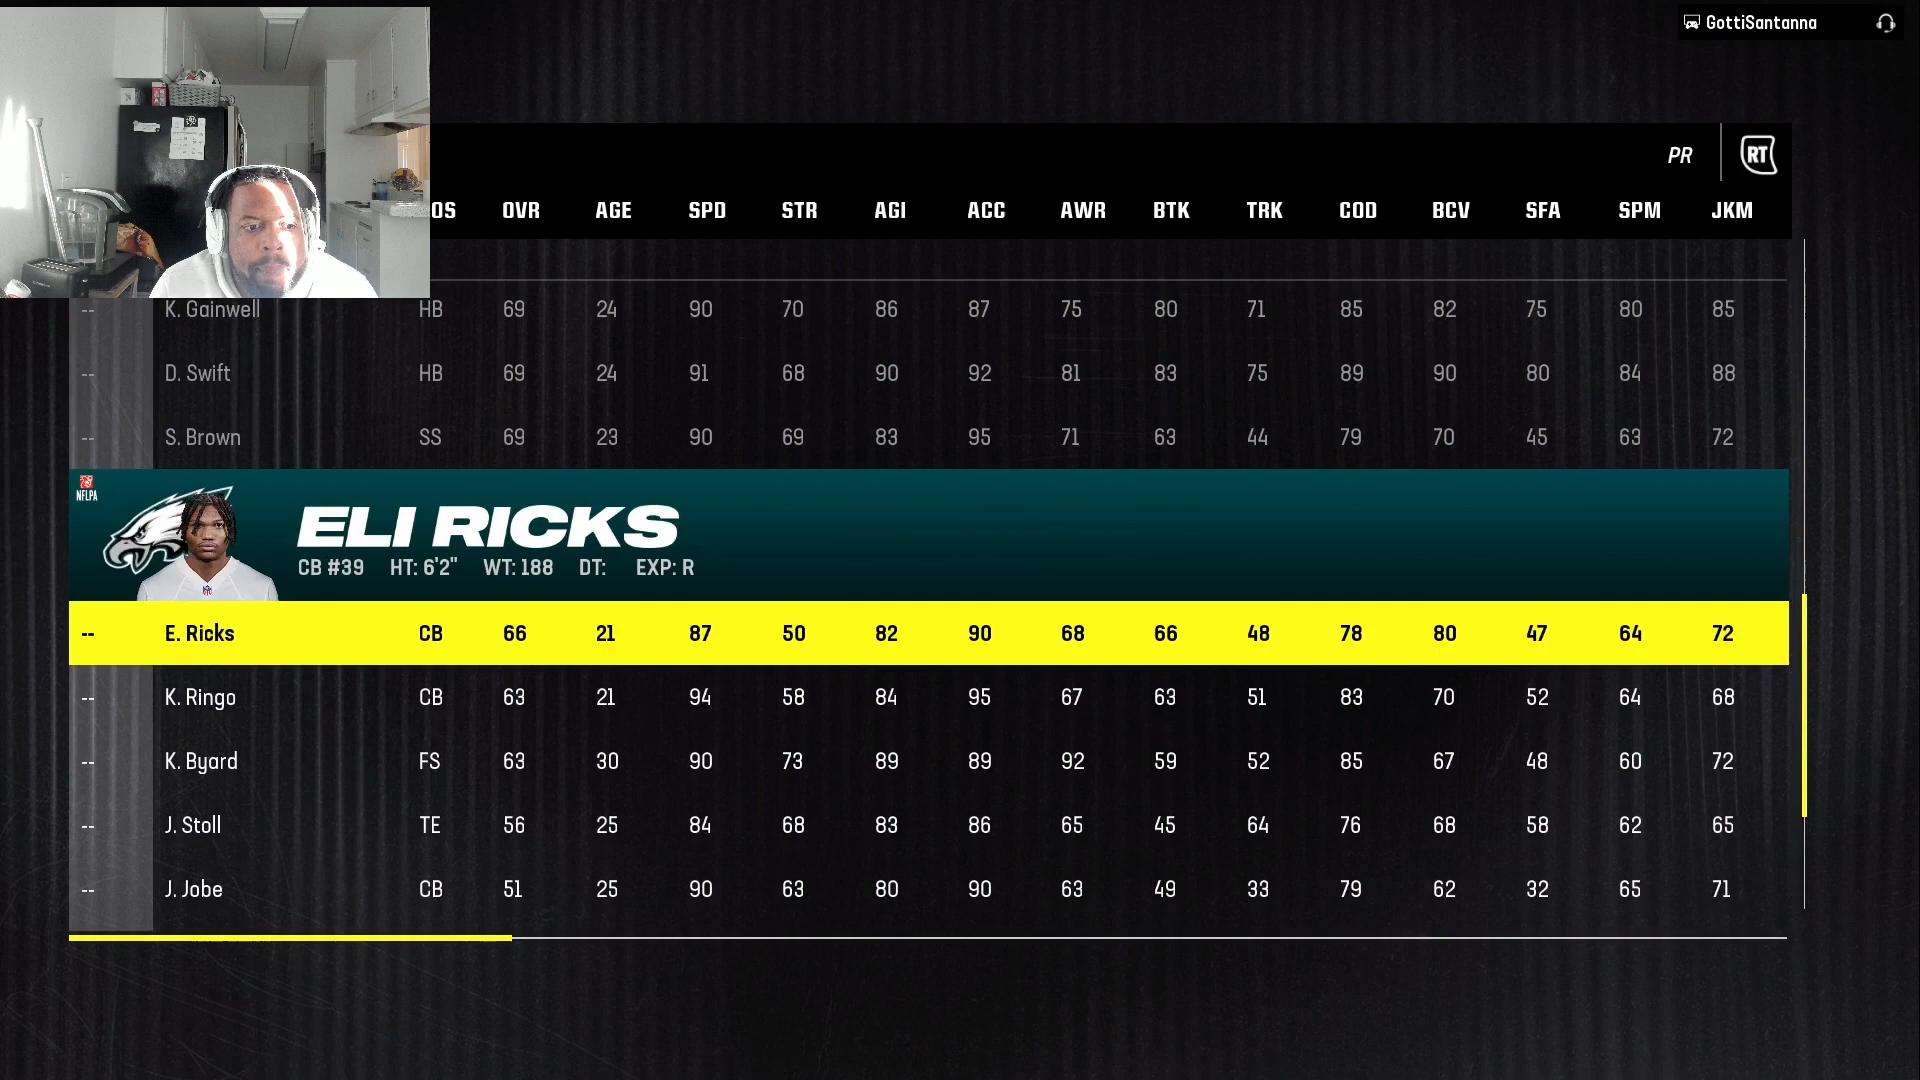 GottiSantanna
PR RT
OS OVR AGE SPD STR AGI ACC AWR BTK TRK COD BCV SFA SPM JKM
-- K. Gainwell HB 69 24 90 70 86 87 75 80 71 85 82 75 80 85
-- D. Swift HB 69 24 91 68 90 92 81 83 75 89 90 80 84 88
-- S. Brown SS 69 23 90 69 83 95 71 63 44 79 70 45 63 72
NFLPA
ELI RICKS
CB #39 HT: 6'2" WT: 188 DT: EXP: R
-- E. Ricks CB 66 21 87 50 82 90 68 66 48 78 80 47 64 72
-- K. Ringo CB 63 21 94 58 84 95 67 63 51 83 70 52 64 68
-- K. Byard FS 63 30 90 73 89 89 92 59 52 85 67 48 60 72
-- J. Stoll TE 56 25 84 68 83 86 65 45 64 76 68 58 62 65
-- J. Jobe CB 51 25 90 63 80 90 63 49 33 79 62 32 65 71